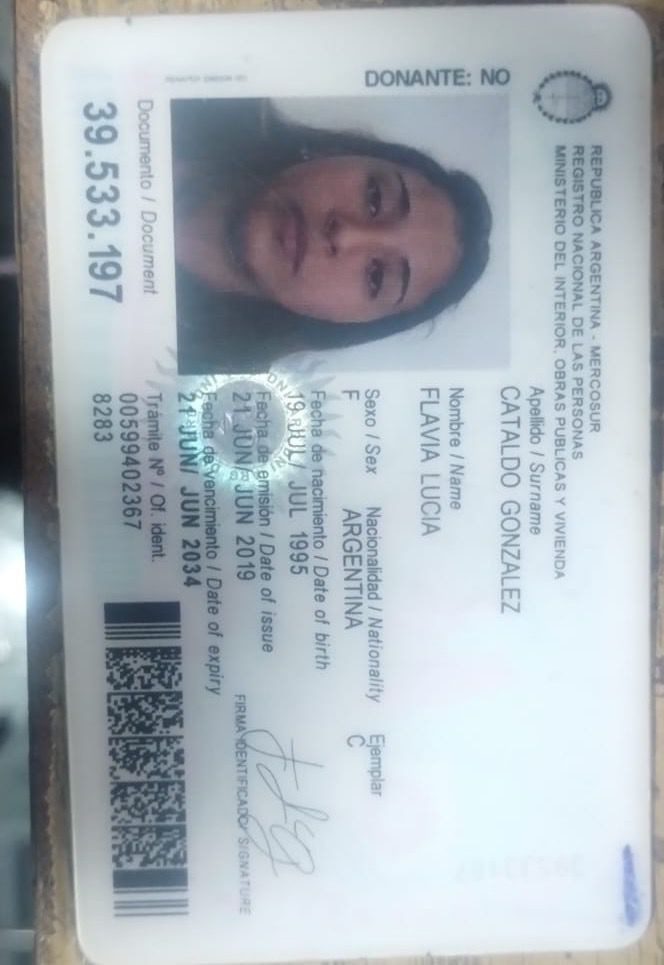 REPUBLICA ARGENTINA - MERCOSUR
REGISTRO NACIONAL DE LAS PERSONAS
MINISTERIO DEL INTERIOR, OBRAS PUBLICAS Y VIVIENDA
DONANTE: NO
Apellido / Surname
CATALDO GONZALEZ
Nombre / Name
FLAVIA LUCIA
Sexo / Sex Nacionalidad / Nationality Ejemplar
F ARGENTINA C
Fecha de nacimiento / Date of birth
19 JUL/ JUL 1995
Fecha de emisión / Date of issue
21 JUN/ JUN 2019
Fecha de vencimiento / Date of expiry
21 JUN/ JUN 2034
FIRMA IDENTIFICADO/ SIGNATURE
Documento / Document
39.533.197
Trámite Nº / Of. ident.
00599402367
8283